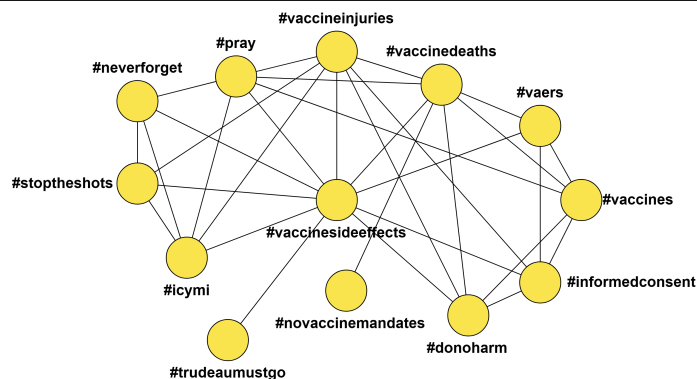 #vaccineinjuries
#pray
#vaccinedeaths
#neverforget
#vaers
#stoptheshots
#vaccines
#vaccinesideeffects
#informedconsent
#icymi
#novaccinemandates
#donoharm
#trudeaumustgo